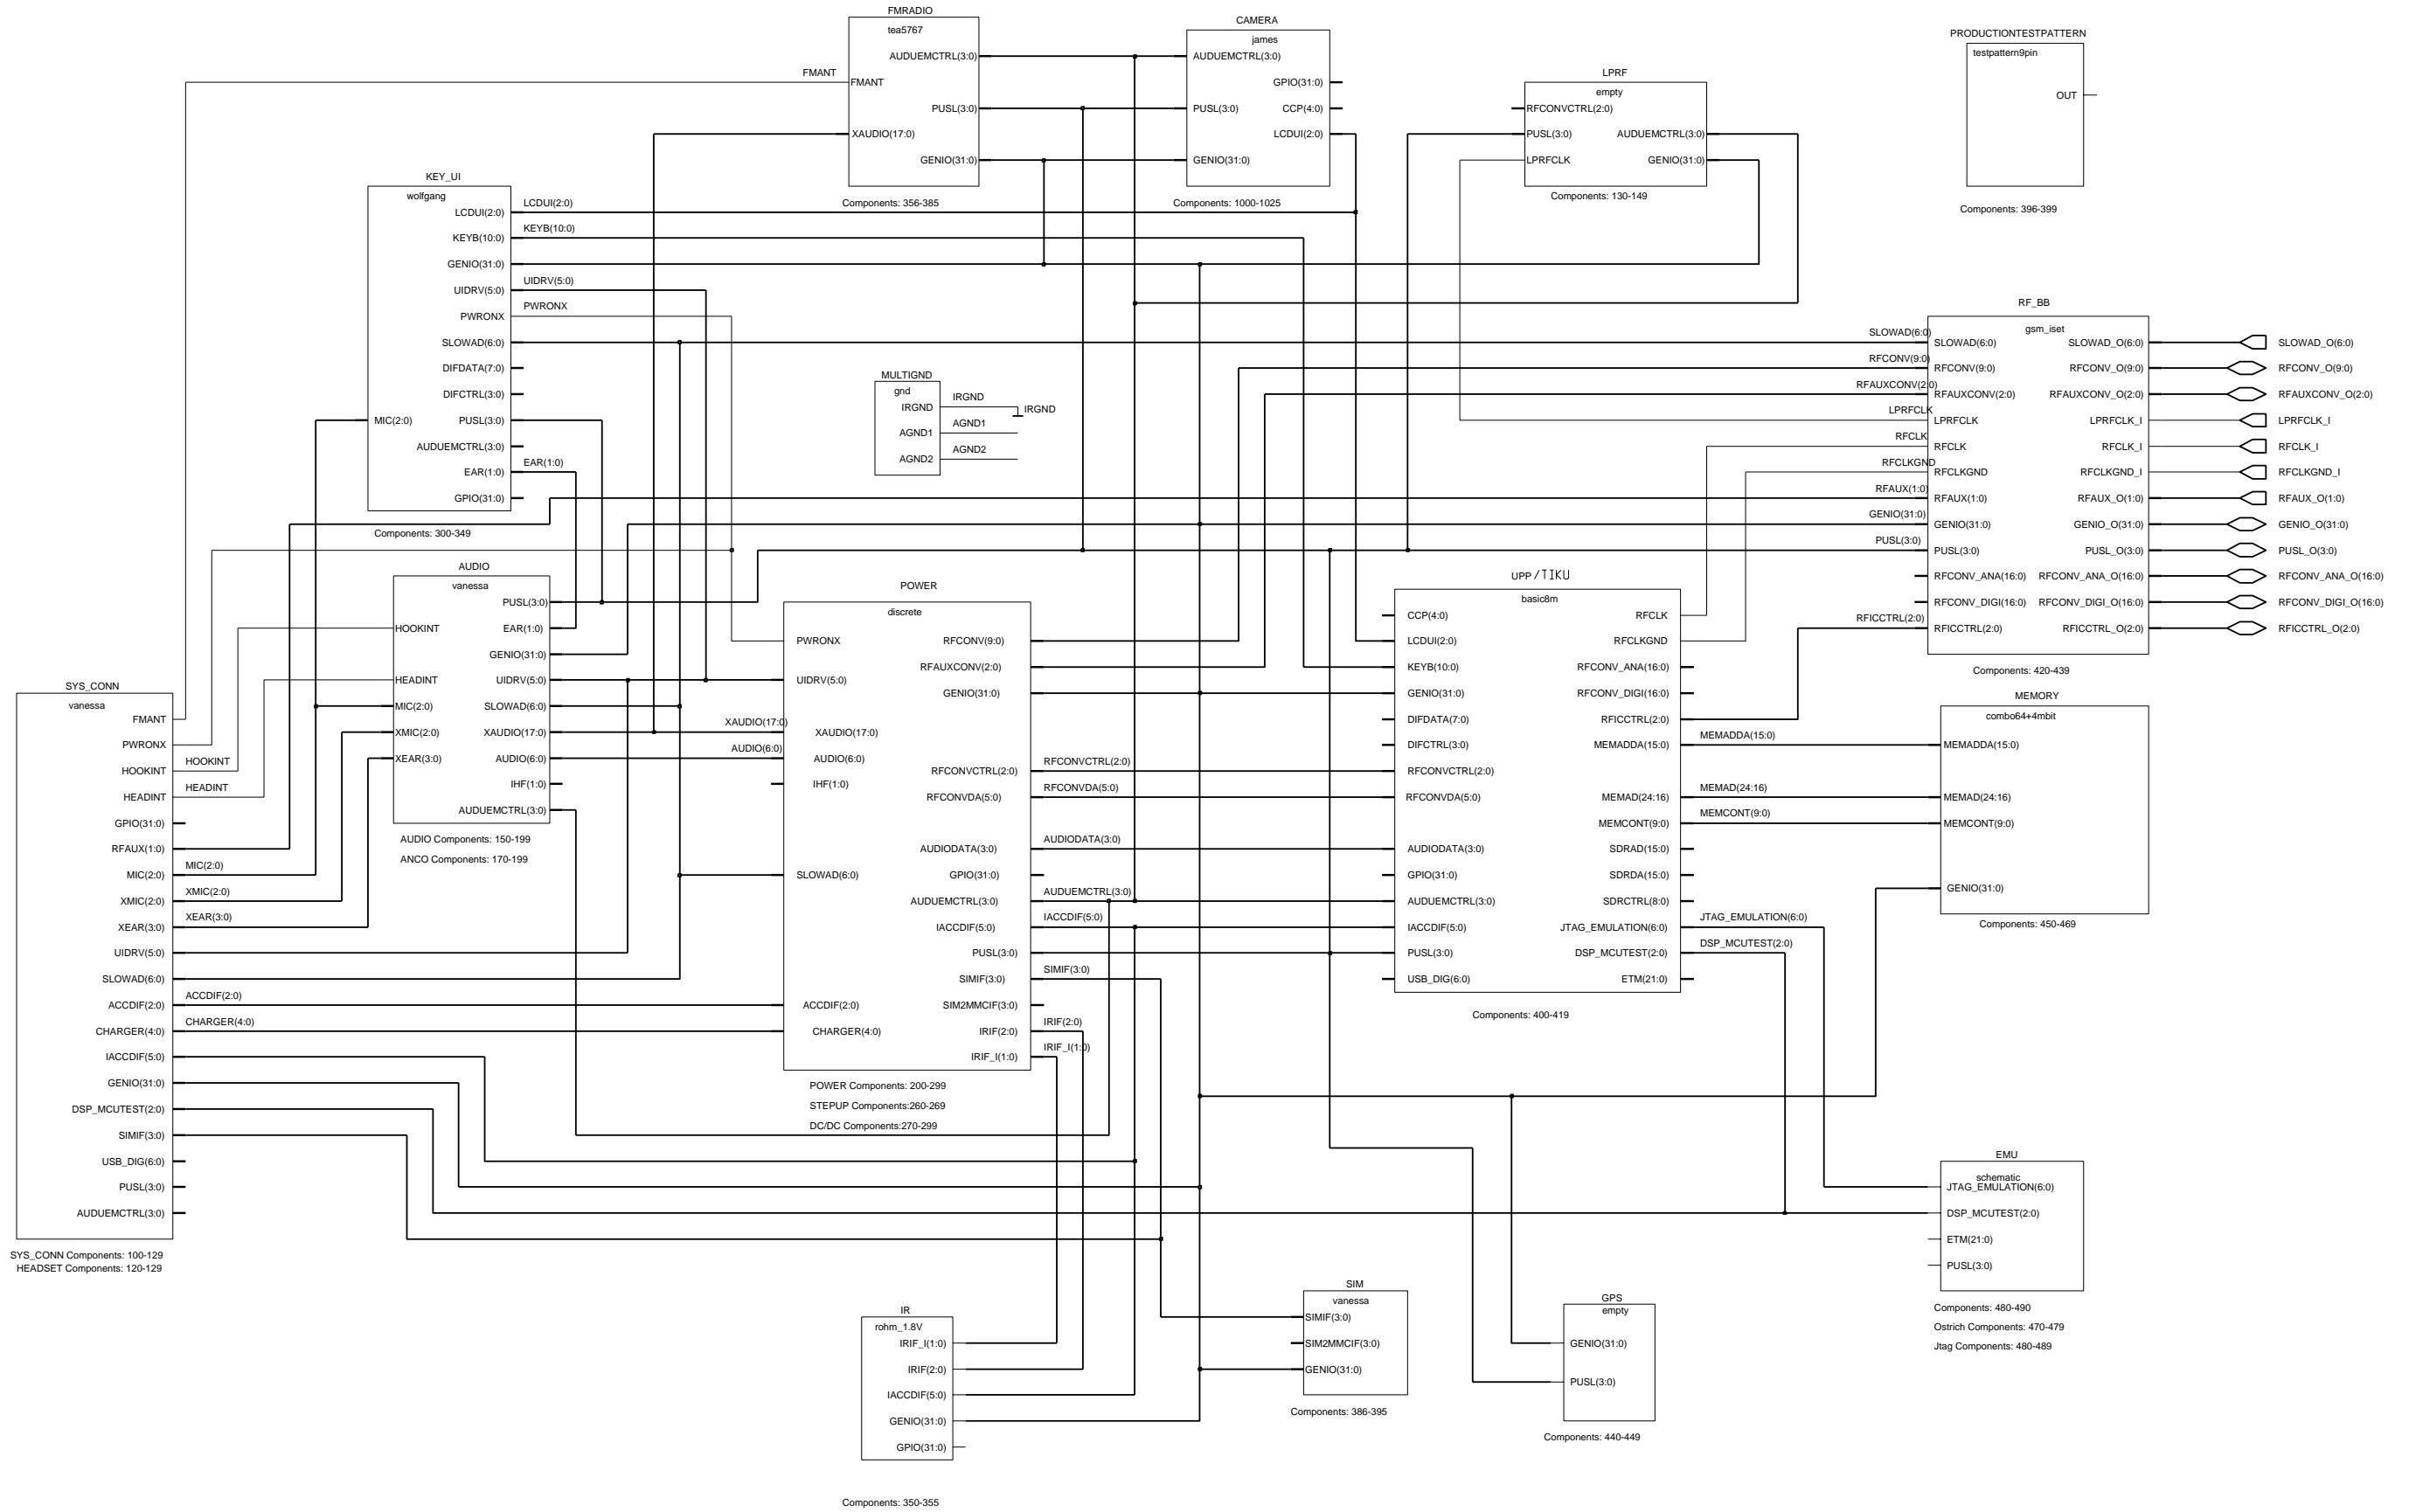 FMRADIO
tea5767
AUDUEMCTRL(3:0)
FMANT
FMANT
PUSL(3:0)
XAUDIO(17:0)
GENIO(31:0)
Components: 356-385
CAMERA
james
AUDUEMCTRL(3:0)
GPIO(31:0)
PUSL(3:0)
CCP(4:0)
LCDUI(2:0)
GENIO(31:0)
Components: 1000-1025
LPRF
empty
RFCONVCTRL(2:0)
PUSL(3:0)
AUDUEMCTRL(3:0)
LPRFCLK
GENIO(31:0)
Components: 130-149
PRODUCTIONTESTPATTERN
testpattern9pin
OUT
Components: 396-399
KEY_UI
wolfgang
LCDUI(2:0)
LCDUI(2:0)
KEYB(10:0)
KEYB(10:0)
GENIO(31:0)
UIDRV(5:0)
UIDRV(5:0)
PWRONX
PWRONX
SLOWAD(6:0)
DIFDATA(7:0)
DIFCTRL(3:0)
MIC(2:0)
PUSL(3:0)
AUDUEMCTRL(3:0)
EAR(1:0)
EAR(1:0)
GPIO(31:0)
Components: 300-349
MULTIGND
gnd
IRGND
IRGND
IRGND
AGND1
AGND1
AGND2
AGND2
RF_BB
gsm_iset
SLOWAD(6:0)
SLOWAD(6:0)
SLOWAD_O(6:0)
SLOWAD_O(6:0)
RFCONV(9:0)
RFCONV(9:0)
RFCONV_O(9:0)
RFCONV_O(9:0)
RFAUXCONV(2:0)
RFAUXCONV(2:0)
RFAUXCONV_O(2:0)
RFAUXCONV_O(2:0)
LPRFCLK
LPRFCLK
LPRFCLK_I
LPRFCLK_I
RFCLK
RFCLK
RFCLK_I
RFCLK_I
RFCLKGND
RFCLKGND
RFCLKGND_I
RFCLKGND_I
RFAUX(1:0)
RFAUX(1:0)
RFAUX_O(1:0)
RFAUX_O(1:0)
GENIO(31:0)
GENIO(31:0)
GENIO_O(31:0)
GENIO_O(31:0)
PUSL(3:0)
PUSL(3:0)
PUSL_O(3:0)
PUSL_O(3:0)
RFCONV_ANA(16:0)
RFCONV_ANA_O(16:0)
RFCONV_ANA_O(16:0)
RFCONV_DIGI(16:0)
RFCONV_DIGI_O(16:0)
RFCONV_DIGI_O(16:0)
RFICCTRL(2:0)
RFICCTRL(2:0)
RFICCTRL_O(2:0)
RFICCTRL_O(2:0)
Components: 420-439
AUDIO
vanessa
PUSL(3:0)
HOOKINT
EAR(1:0)
GENIO(31:0)
HEADINT
UIDRV(5:0)
MIC(2:0)
SLOWAD(6:0)
XMIC(2:0)
XAUDIO(17:0)
XEAR(3:0)
AUDIO(6:0)
IHF(1:0)
AUDUEMCTRL(3:0)
AUDIO Components: 150-199
ANCO Components: 170-199
POWER
discrete
PWRONX
RFCONV(9:0)
RFAUXCONV(2:0)
UIDRV(5:0)
GENIO(31:0)
XAUDIO(17:0)
XAUDIO(17:0)
AUDIO(6:0)
AUDIO(6:0)
RFCONVCTRL(2:0)
RFCONVCTRL(2:0)
IHF(1:0)
RFCONVDA(5:0)
RFCONVDA(5:0)
AUDIODATA(3:0)
AUDIODATA(3:0)
SLOWAD(6:0)
GPIO(31:0)
AUDUEMCTRL(3:0)
AUDUEMCTRL(3:0)
IACCDIF(5:0)
IACCDIF(5:0)
PUSL(3:0)
SIMIF(3:0)
SIMIF(3:0)
ACCDIF(2:0)
SIM2MMCIF(3:0)
CHARGER(4:0)
IRIF(2:0)
IRIF(2:0)
IRIF_I(1:0)
IRIF_I(1:0)
POWER Components: 200-299
STEPUP Components:260-269
DC/DC Components:270-299
UPP /TIKU
basic8m
CCP(4:0)
RFCLK
LCDUI(2:0)
RFCLKGND
KEYB(10:0)
RFCONV_ANA(16:0)
GENIO(31:0)
RFCONV_DIGI(16:0)
DIFDATA(7:0)
RFICCTRL(2:0)
DIFCTRL(3:0)
MEMADDA(15:0)
MEMADDA(15:0)
RFCONVCTRL(2:0)
RFCONVDA(5:0)
MEMAD(24:16)
MEMAD(24:16)
MEMCONT(9:0)
MEMCONT(9:0)
AUDIODATA(3:0)
SDRAD(15:0)
GPIO(31:0)
SDRDA(15:0)
AUDUEMCTRL(3:0)
SDRCTRL(8:0)
IACCDIF(5:0)
JTAG_EMULATION(6:0)
JTAG_EMULATION(6:0)
PUSL(3:0)
DSP_MCUTEST(2:0)
DSP_MCUTEST(2:0)
USB_DIG(6:0)
ETM(21:0)
Components: 400-419
MEMORY
combo64+4mbit
MEMADDA(15:0)
MEMAD(24:16)
MEMCONT(9:0)
GENIO(31:0)
Components: 450-469
SYS_CONN
vanessa
FMANT
PWRONX
HOOKINT
HOOKINT
HEADINT
HEADINT
GPIO(31:0)
RFAUX(1:0)
MIC(2:0)
MIC(2:0)
XMIC(2:0)
XMIC(2:0)
XEAR(3:0)
XEAR(3:0)
UIDRV(5:0)
SLOWAD(6:0)
ACCDIF(2:0)
ACCDIF(2:0)
CHARGER(4:0)
CHARGER(4:0)
IACCDIF(5:0)
GENIO(31:0)
DSP_MCUTEST(2:0)
SIMIF(3:0)
USB_DIG(6:0)
PUSL(3:0)
AUDUEMCTRL(3:0)
SYS_CONN Components: 100-129
HEADSET Components: 120-129
EMU
schematic
JTAG_EMULATION(6:0)
DSP_MCUTEST(2:0)
ETM(21:0)
PUSL(3:0)
Components: 480-490
Ostrich Components: 470-479
Jtag Components: 480-489
IR
rohm_1.8V
IRIF_I(1:0)
IRIF(2:0)
IACCDIF(5:0)
GENIO(31:0)
GPIO(31:0)
Components: 350-355
SIM
vanessa
SIMIF(3:0)
SIM2MMCIF(3:0)
GENIO(31:0)
Components: 386-395
GPS
empty
GENIO(31:0)
PUSL(3:0)
Components: 440-449